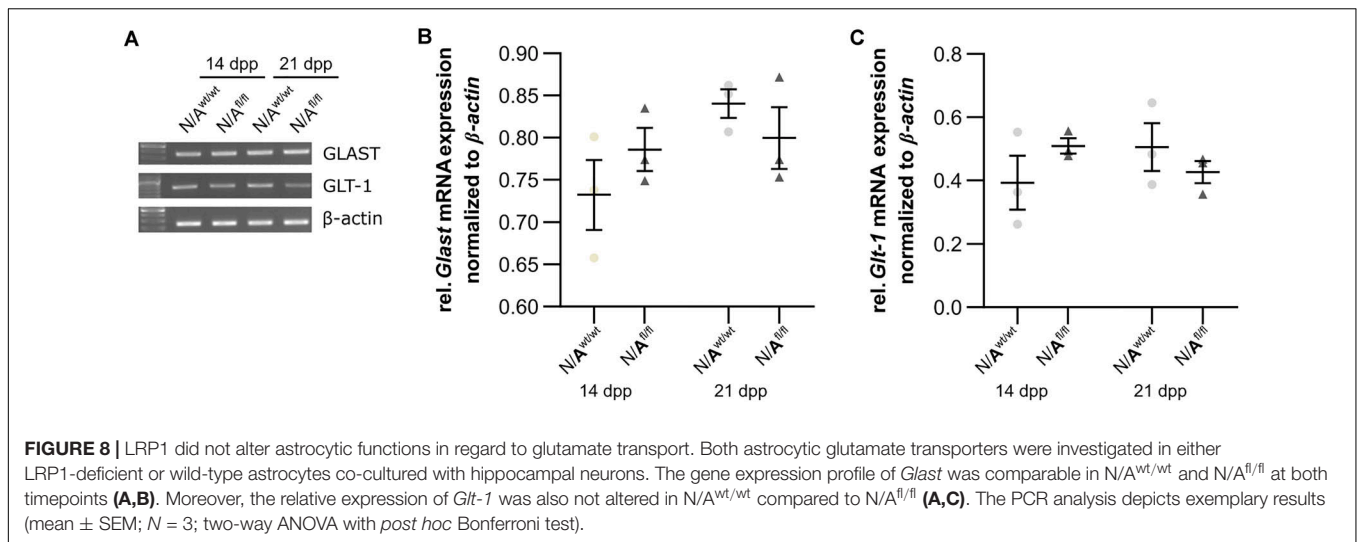 A
14 dpp 21 dpp
N/A^wt/wt N/A^fl/fl N/A^wt/wt N/A^fl/fl
GLAST
GLT-1
β-actin
B
rel. Glast mRNA expression
normalized to β-actin
0.90
0.85
0.80
0.75
0.70
0.65
0.60
N/A^wt/wt N/A^fl/fl N/A^wt/wt N/A^fl/fl
14 dpp 21 dpp
C
rel. Glt-1 mRNA expression
normalized to β-actin
0.8
0.6
0.4
0.2
0.0
N/A^wt/wt N/A^fl/fl N/A^wt/wt N/A^fl/fl
14 dpp 21 dpp
FIGURE 8 | LRP1 did not alter astrocytic functions in regard to glutamate transport. Both astrocytic glutamate transporters were investigated in either
LRP1-deficient or wild-type astrocytes co-cultured with hippocampal neurons. The gene expression profile of Glast was comparable in N/A^wt/wt and N/A^fl/fl at both
timepoints (A,B). Moreover, the relative expression of Glt-1 was also not altered in N/A^wt/wt compared to N/A^fl/fl (A,C). The PCR analysis depicts exemplary results
(mean ± SEM; N = 3; two-way ANOVA with post hoc Bonferroni test).